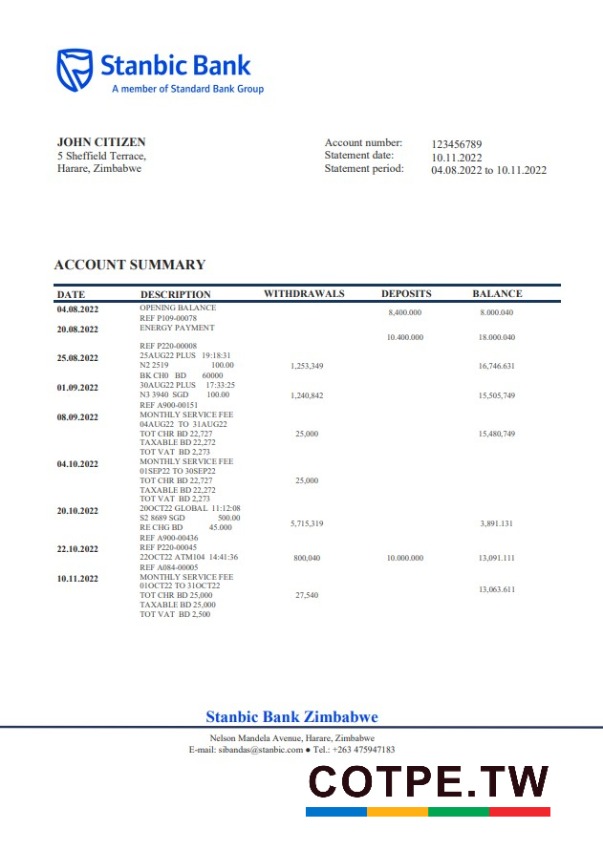 Stanbic Bank
A member of Standard Bank Group
JOHN CITIZEN
5 Sheffield Terrace,
Harare, Zimbabwe
Account number: 123456789
Statement date: 10.11.2022
Statement period: 04.08.2022 to 10.11.2022
ACCOUNT SUMMARY
DATE DESCRIPTION WITHDRAWALS DEPOSITS BALANCE
04.08.2022 OPENING BALANCE 8,400.000 8.000.040
REF P109-00078
20.08.2022 ENERGY PAYMENT 10.400.000 18.000.040
REF P220-00008
25.08.2022 25AUG22 PLUS 19:18:31
N2 2519 100.00 1,253,349 16,746.631
BK CH0 BD 60000
01.09.2022 30AUG22 PLUS 17:33:25
N3 3940 SGD 100.00 1,240,842 15,505,749
REF A900-00151
08.09.2022 MONTHLY SERVICE FEE
04AUG22 TO 31AUG22
TOT CHR BD 22,727 25,000 15,480,749
TAXABLE BD 22,272
TOT VAT BD 2,273
04.10.2022 MONTHLY SERVICE FEE
01SEP22 TO 30SEP22
TOT CHR BD 22,727 25,000
TAXABLE BD 22,272
TOT VAT BD 2,273
20.10.2022 20OCT22 GLOBAL 11:12:08
S2 8689 SGD 500.00 5,715,319 3,891.131
RE CHG BD 45.000
REF A900-00436
22.10.2022 REF P220-00045
22OCT22 ATM104 14:41:36 800,040 10.000.000 13,091.111
REF A084-00005
10.11.2022 MONTHLY SERVICE FEE
01OCT22 TO 31OCT22 13,063.611
TOT CHR BD 25,000 27,540
TAXABLE BD 25,000
TOT VAT BD 2,500
Stanbic Bank Zimbabwe
Nelson Mandela Avenue, Harare, Zimbabwe
E-mail: sibandas@stanbic.com ● Tel.: +263 475947183
COTPE.TW